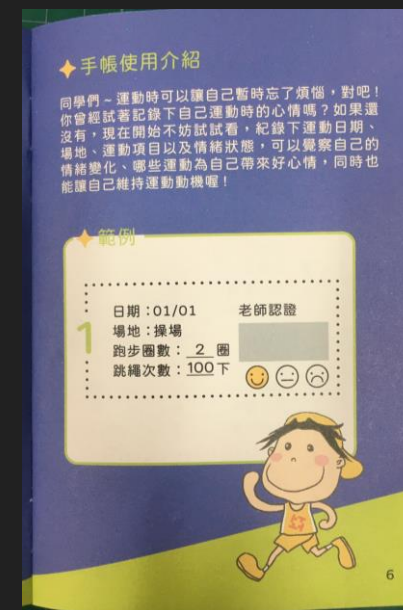 手帳使用介紹
同學們～運動時可以讓自己暫時忘了煩惱，對吧！
你曾經試著記錄下自己運動時的心情嗎？如果還
沒有，現在開始不妨試試看，紀錄下運動日期、
場地、運動項目以及情緒狀態，可以覺察自己的
情緒變化、哪些運動為自己帶來好心情，同時也
能讓自己維持運動動機喔！
範例
1
日期：01/01 老師認證
場地：操場
跑步圈數： 2 圈
跳繩次數：100下
6